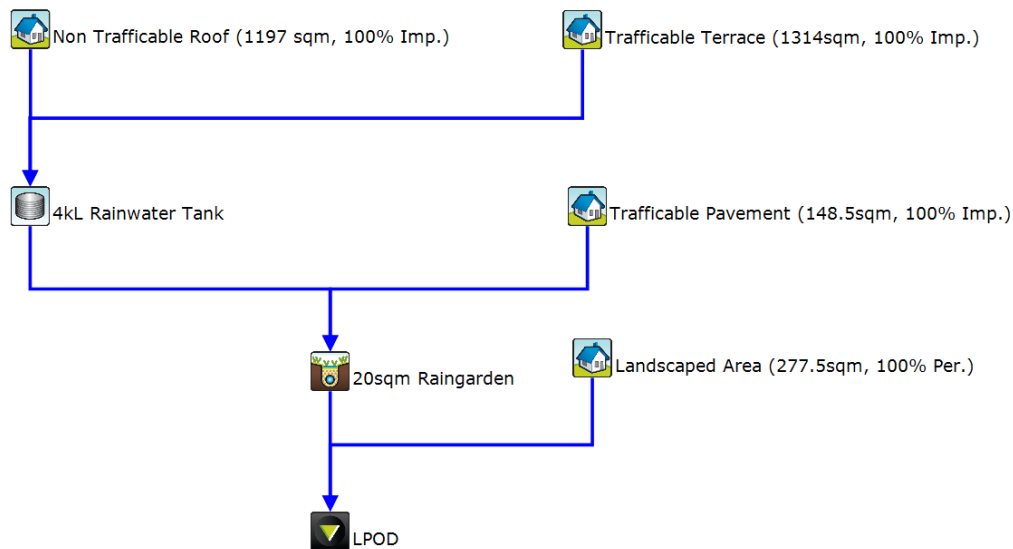 Non Trafficable Roof (1197 sqm, 100% Imp.)
Trafficable Terrace (1314sqm, 100% Imp.)
4kL Rainwater Tank
Trafficable Pavement (148.5sqm, 100% Imp.)
20sqm Raingarden
Landscaped Area (277.5sqm, 100% Per.)
LPOD